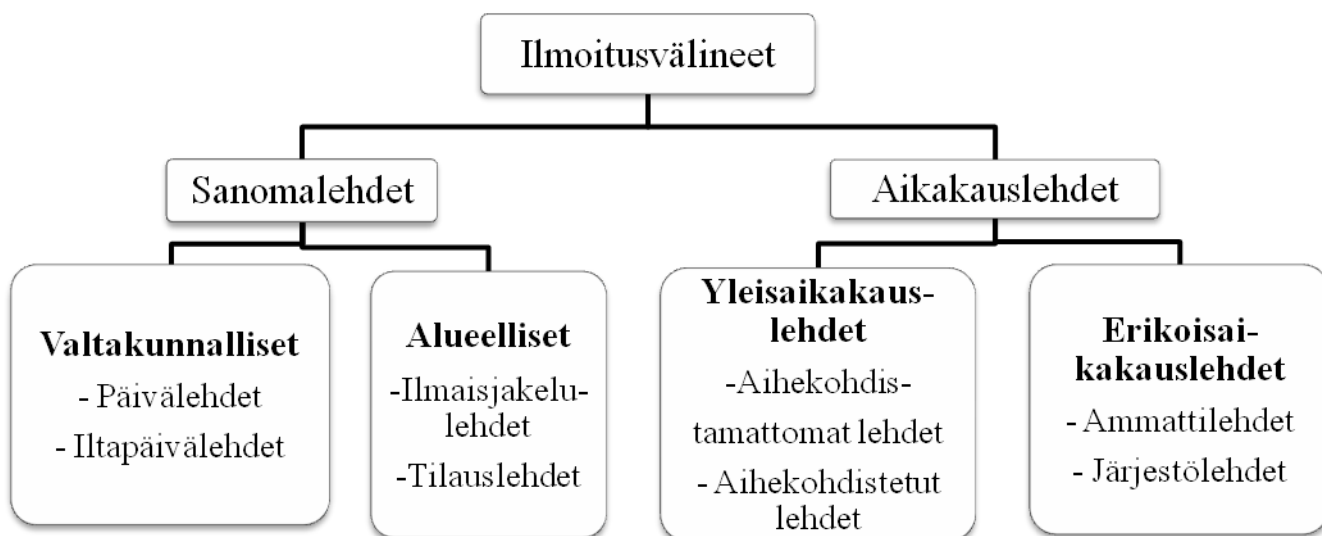 Ilmoitusvälineet
Sanomalehdet
Aikakauslehdet
Valtakunnalliset
- Päivälehdet
- Iltapäivälehdet
Alueelliset
-Ilmaisjakelu-
lehdet
-Tilauslehdet
Yleisaikakaus-
lehdet
-Aihekohdis-
tamattomat lehdet
- Aihekohdistetut
lehdet
Erikoisai-
kakauslehdet
- Ammattilehdet
- Järjestölehdet